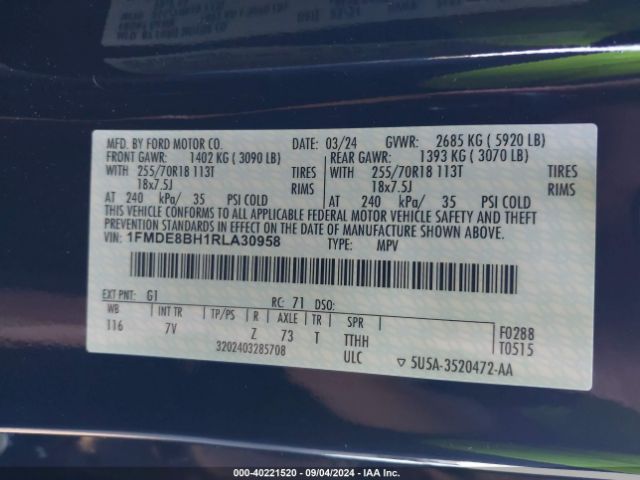 MFD. BY FORD MOTOR CO. DATE: 03/24 GVWR: 2685 KG ( 5920 LB)
FRONT GAWR: 1402 KG ( 3090 LB) REAR GAWR: 1393 KG ( 3070 LB)
WITH 255/70R18 113T TIRES WITH 255/70R18 113T TIRES
18x7.5J RIMS 18x7.5J RIMS
AT 240 kPa/ 35 PSI COLD AT 240 kPa/ 35 PSI COLD
THIS VEHICLE CONFORMS TO ALL APPLICABLE FEDERAL MOTOR VEHICLE SAFETY AND THEFT
PREVENTION STANDARDS IN EFFECT ON THE DATE OF MANUFACTURE SHOWN ABOVE.
VIN: 1FMDE8BH1RLA30958 TYPE: MPV
EXT PNT: G1 RC: 71 DSO:
WB INT TR TP/PS R AXLE TR SPR
116 7V Z 73 T TTHH
ULC
F0288
T0515
3202403285708
5U5A-3520472-AA
000-40221520 - 09/04/2024 - IAA Inc.